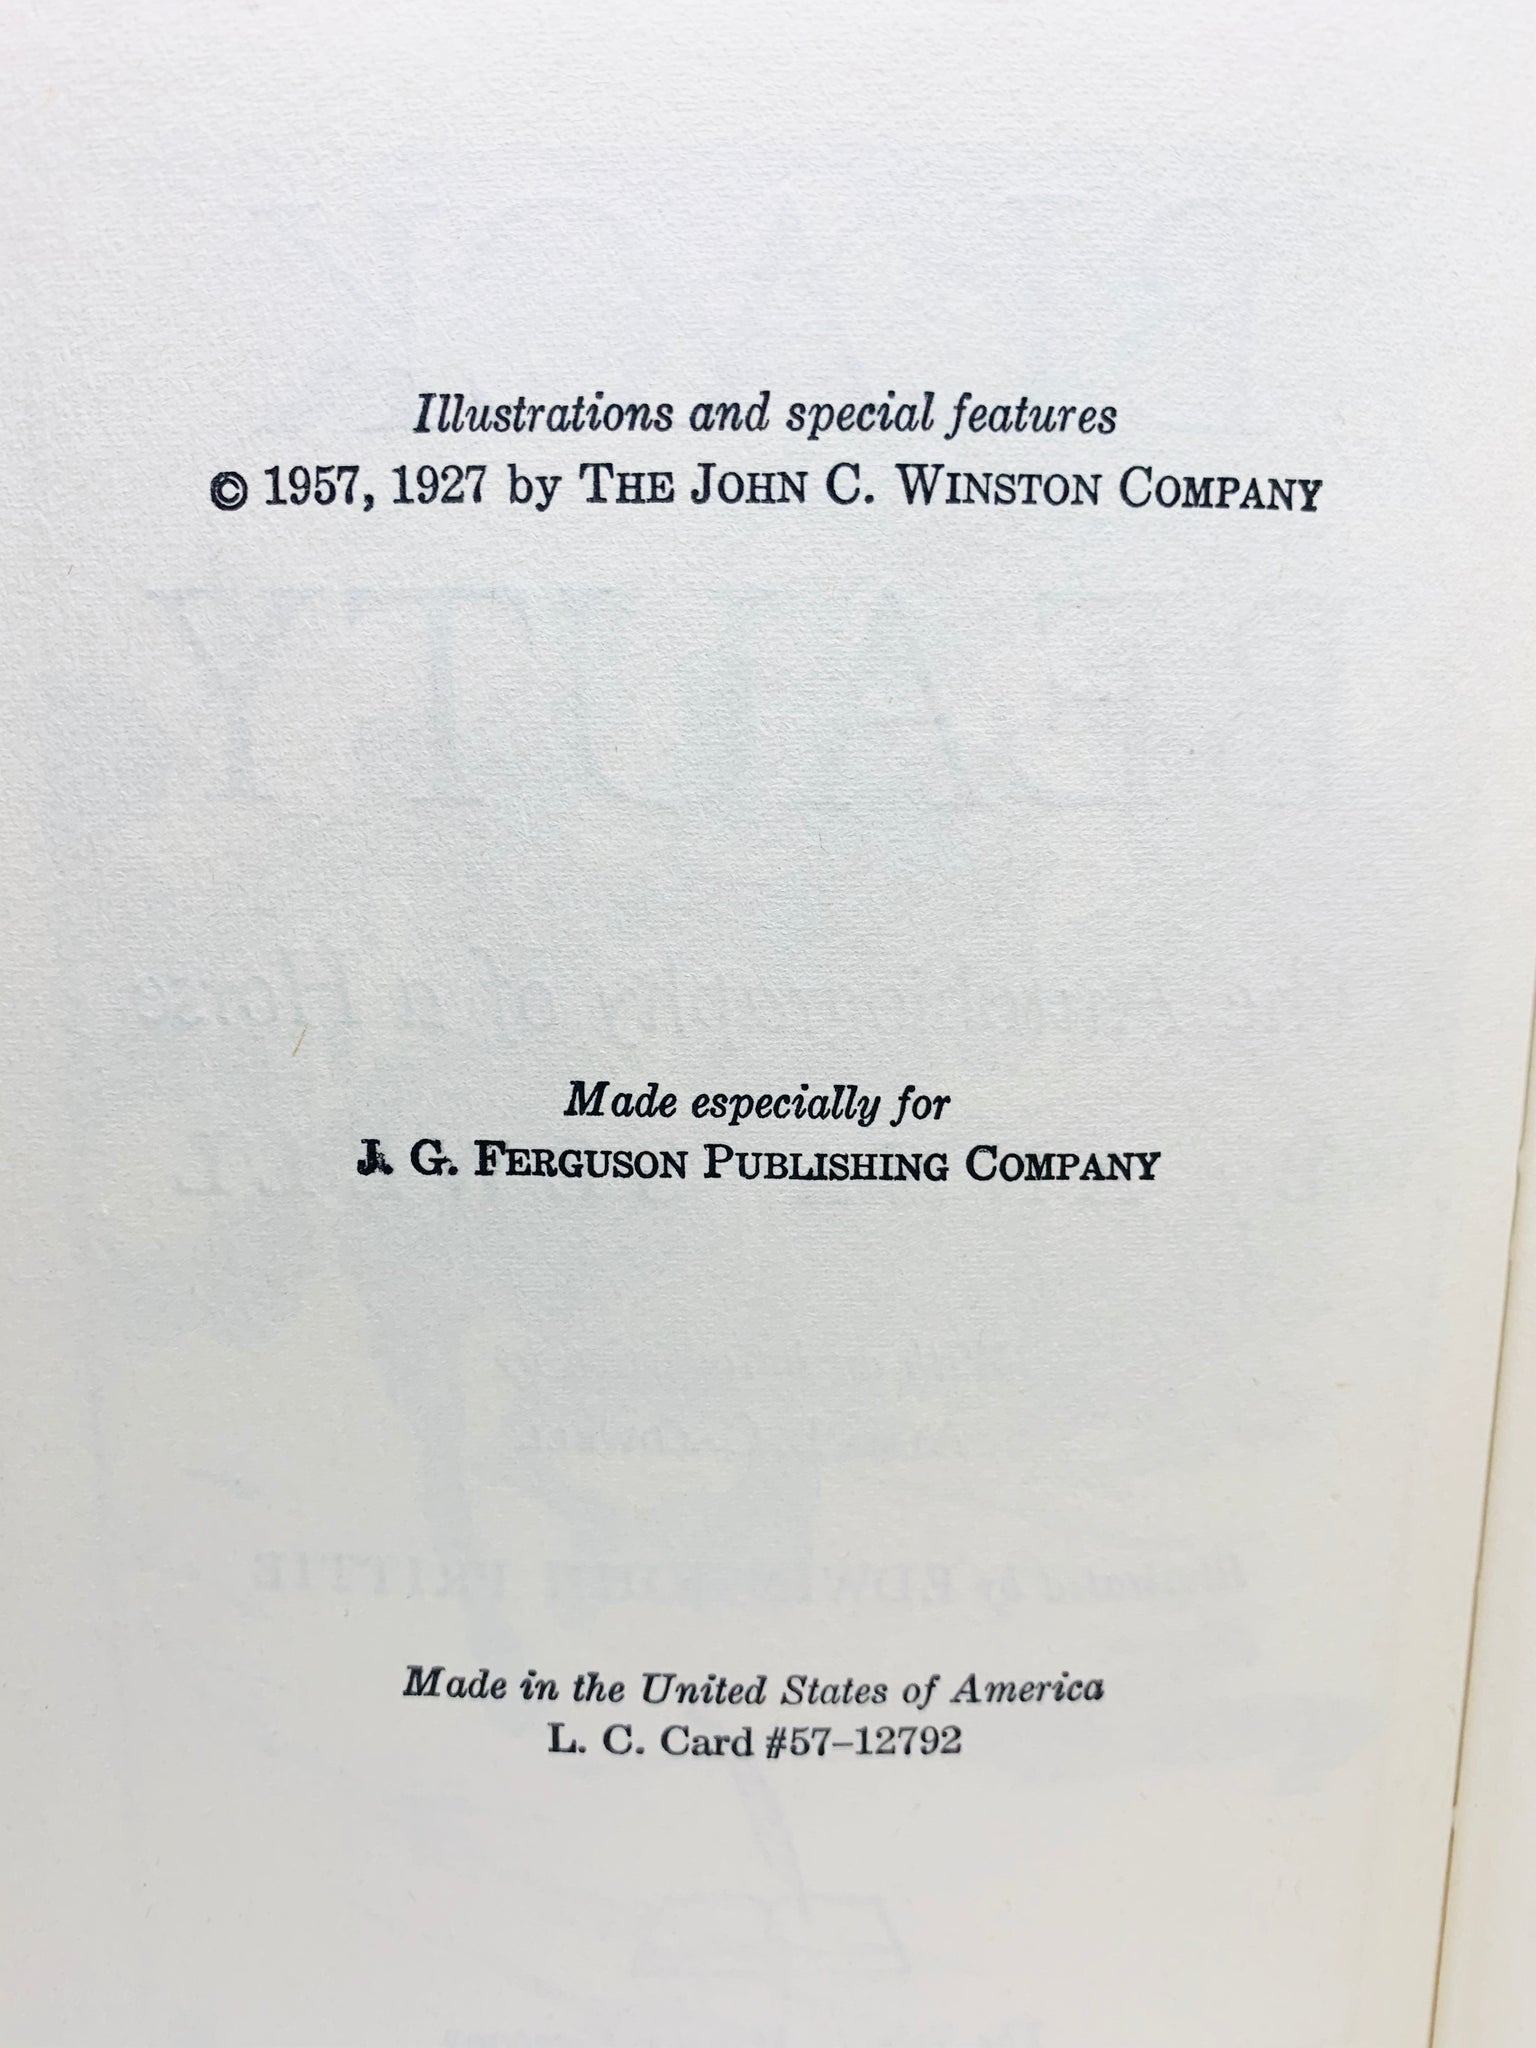 Illustrations and special features
© 1957, 1927 by THE JOHN C. WINSTON COMPANY
Made especially for
J. G. FERGUSON PUBLISHING COMPANY
Made in the United States of America
L. C. Card #57–12792